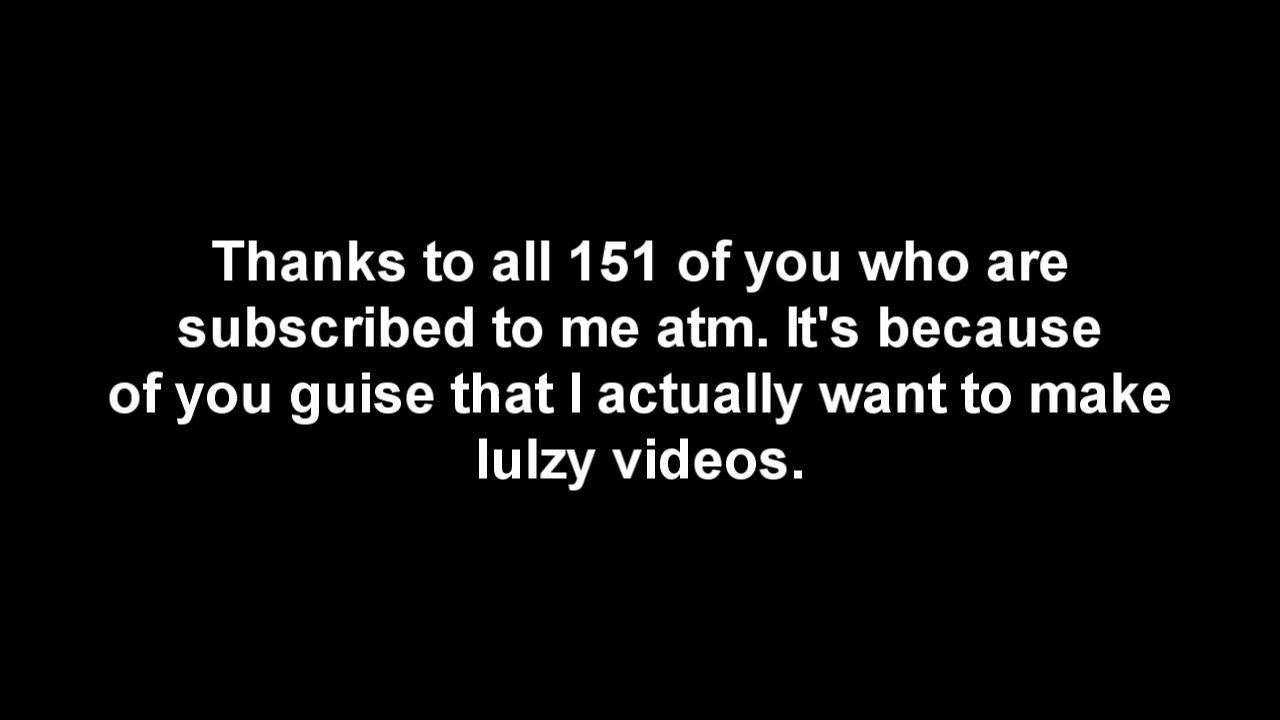 Thanks to all 151 of you who are
subscribed to me atm. It's because
of you guise that I actually want to make
lulzy videos.